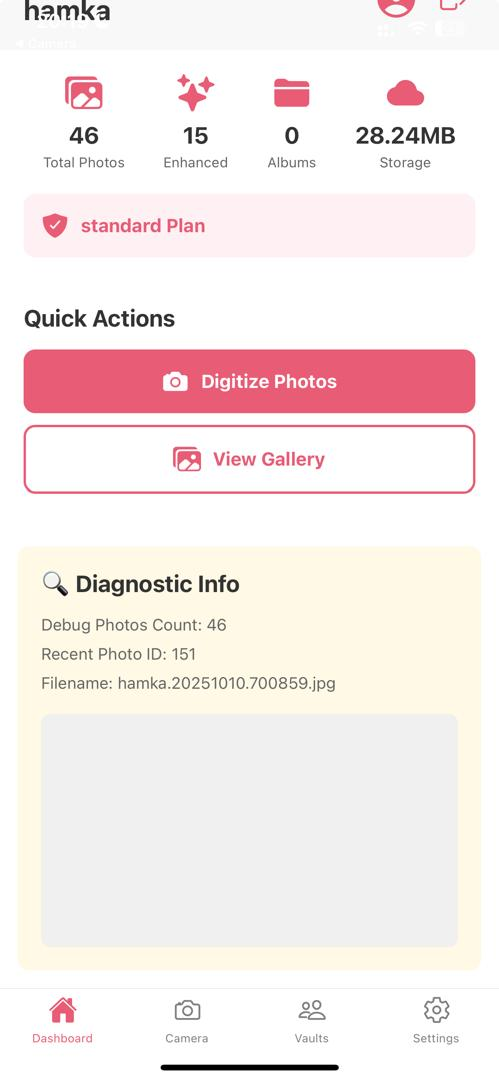 hamka
Camera
46
Total Photos
15
Enhanced
0
Albums
28.24MB
Storage
standard Plan
Quick Actions
Digitize Photos
View Gallery
🔍 Diagnostic Info
Debug Photos Count: 46
Recent Photo ID: 151
Filename: hamka.20251010.700859.jpg
Dashboard
Camera
Vaults
Settings